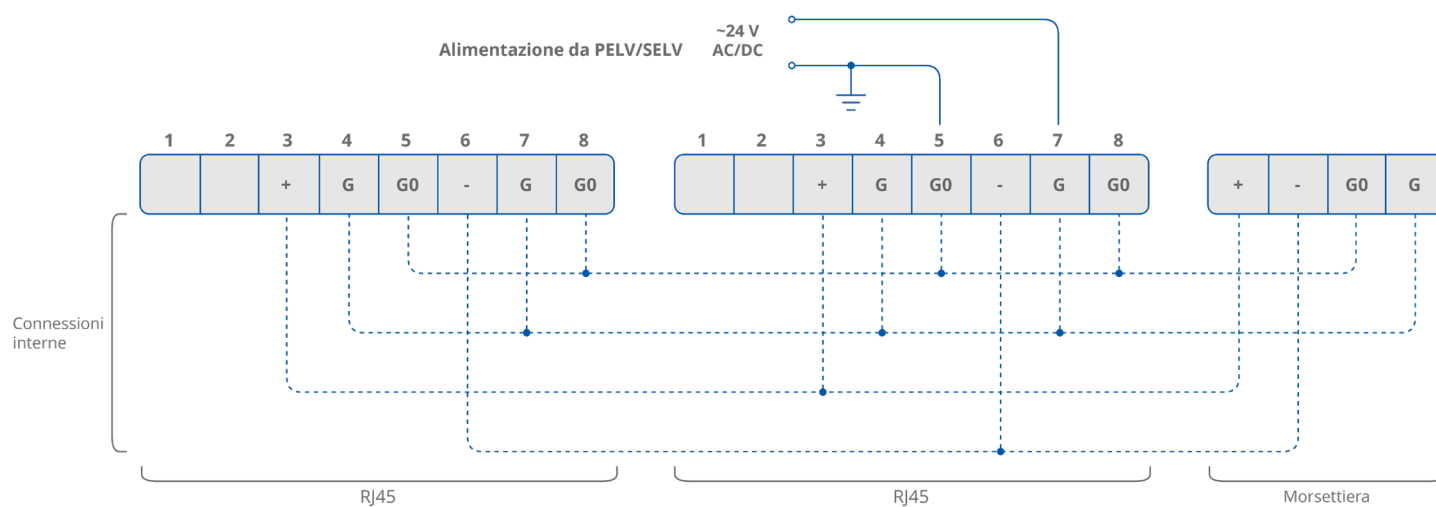 ~24 V
Alimentazione da PELV/SELV AC/DC
1 2 3 4 5 6 7 8 1 2 3 4 5 6 7 8
+ G G0 - G G0 + G G0 - G G0 + - G0 G
Connessioni
interne
RJ45 RJ45 Morsettiera